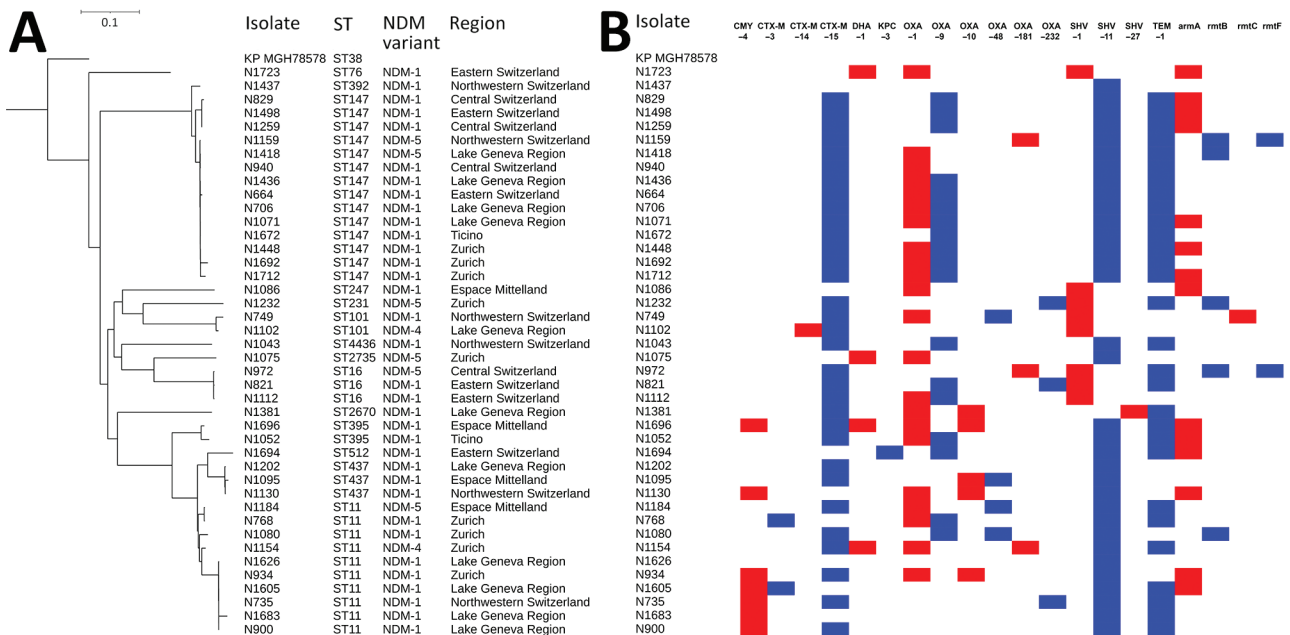 0.1
A
Isolate ST NDM variant Region
KP MGH78578 ST38
N1723 ST76 NDM-1 Eastern Switzerland
N1437 ST392 NDM-1 Northwestern Switzerland
N829 ST147 NDM-1 Central Switzerland
N1498 ST147 NDM-1 Eastern Switzerland
N1259 ST147 NDM-1 Central Switzerland
N1159 ST147 NDM-5 Northwestern Switzerland
N1418 ST147 NDM-5 Lake Geneva Region
N940 ST147 NDM-1 Central Switzerland
N1436 ST147 NDM-1 Lake Geneva Region
N664 ST147 NDM-1 Eastern Switzerland
N706 ST147 NDM-1 Lake Geneva Region
N1071 ST147 NDM-1 Lake Geneva Region
N1672 ST147 NDM-1 Ticino
N1448 ST147 NDM-1 Zurich
N1692 ST147 NDM-1 Zurich
N1712 ST147 NDM-1 Zurich
N1086 ST247 NDM-1 Espace Mittelland
N1232 ST231 NDM-5 Zurich
N749 ST101 NDM-1 Northwestern Switzerland
N1102 ST101 NDM-4 Lake Geneva Region
N1043 ST4436 NDM-1 Northwestern Switzerland
N1075 ST2735 NDM-5 Zurich
N972 ST16 NDM-5 Central Switzerland
N821 ST16 NDM-1 Eastern Switzerland
N1112 ST16 NDM-1 Eastern Switzerland
N1381 ST2670 NDM-1 Lake Geneva Region
N1696 ST395 NDM-1 Espace Mittelland
N1052 ST395 NDM-1 Ticino
N1694 ST512 NDM-1 Eastern Switzerland
N1202 ST437 NDM-1 Lake Geneva Region
N1095 ST437 NDM-1 Espace Mittelland
N1130 ST437 NDM-1 Northwestern Switzerland
N1184 ST11 NDM-5 Espace Mittelland
N768 ST11 NDM-1 Zurich
N1080 ST11 NDM-1 Zurich
N1154 ST11 NDM-4 Zurich
N1626 ST11 NDM-1 Lake Geneva Region
N934 ST11 NDM-1 Zurich
N1605 ST11 NDM-1 Lake Geneva Region
N735 ST11 NDM-1 Northwestern Switzerland
N1683 ST11 NDM-1 Lake Geneva Region
N900 ST11 NDM-1 Lake Geneva Region
B
Isolate CMY –4 CTX-M –3 CTX-M –14 CTX-M –15 DHA –1 KPC –3 OXA –1 OXA –9 OXA –10 OXA –48 OXA –181 OXA –232 SHV –1 SHV –11 SHV –27 TEM –1 armA rmtB rmtC rmtF
KP MGH78578
N1723
N1437
N829
N1498
N1259
N1159
N1418
N940
N1436
N664
N706
N1071
N1672
N1448
N1692
N1712
N1086
N1232
N749
N1102
N1043
N1075
N972
N821
N1112
N1381
N1696
N1052
N1694
N1202
N1095
N1130
N1184
N768
N1080
N1154
N1626
N934
N1605
N735
N1683
N900